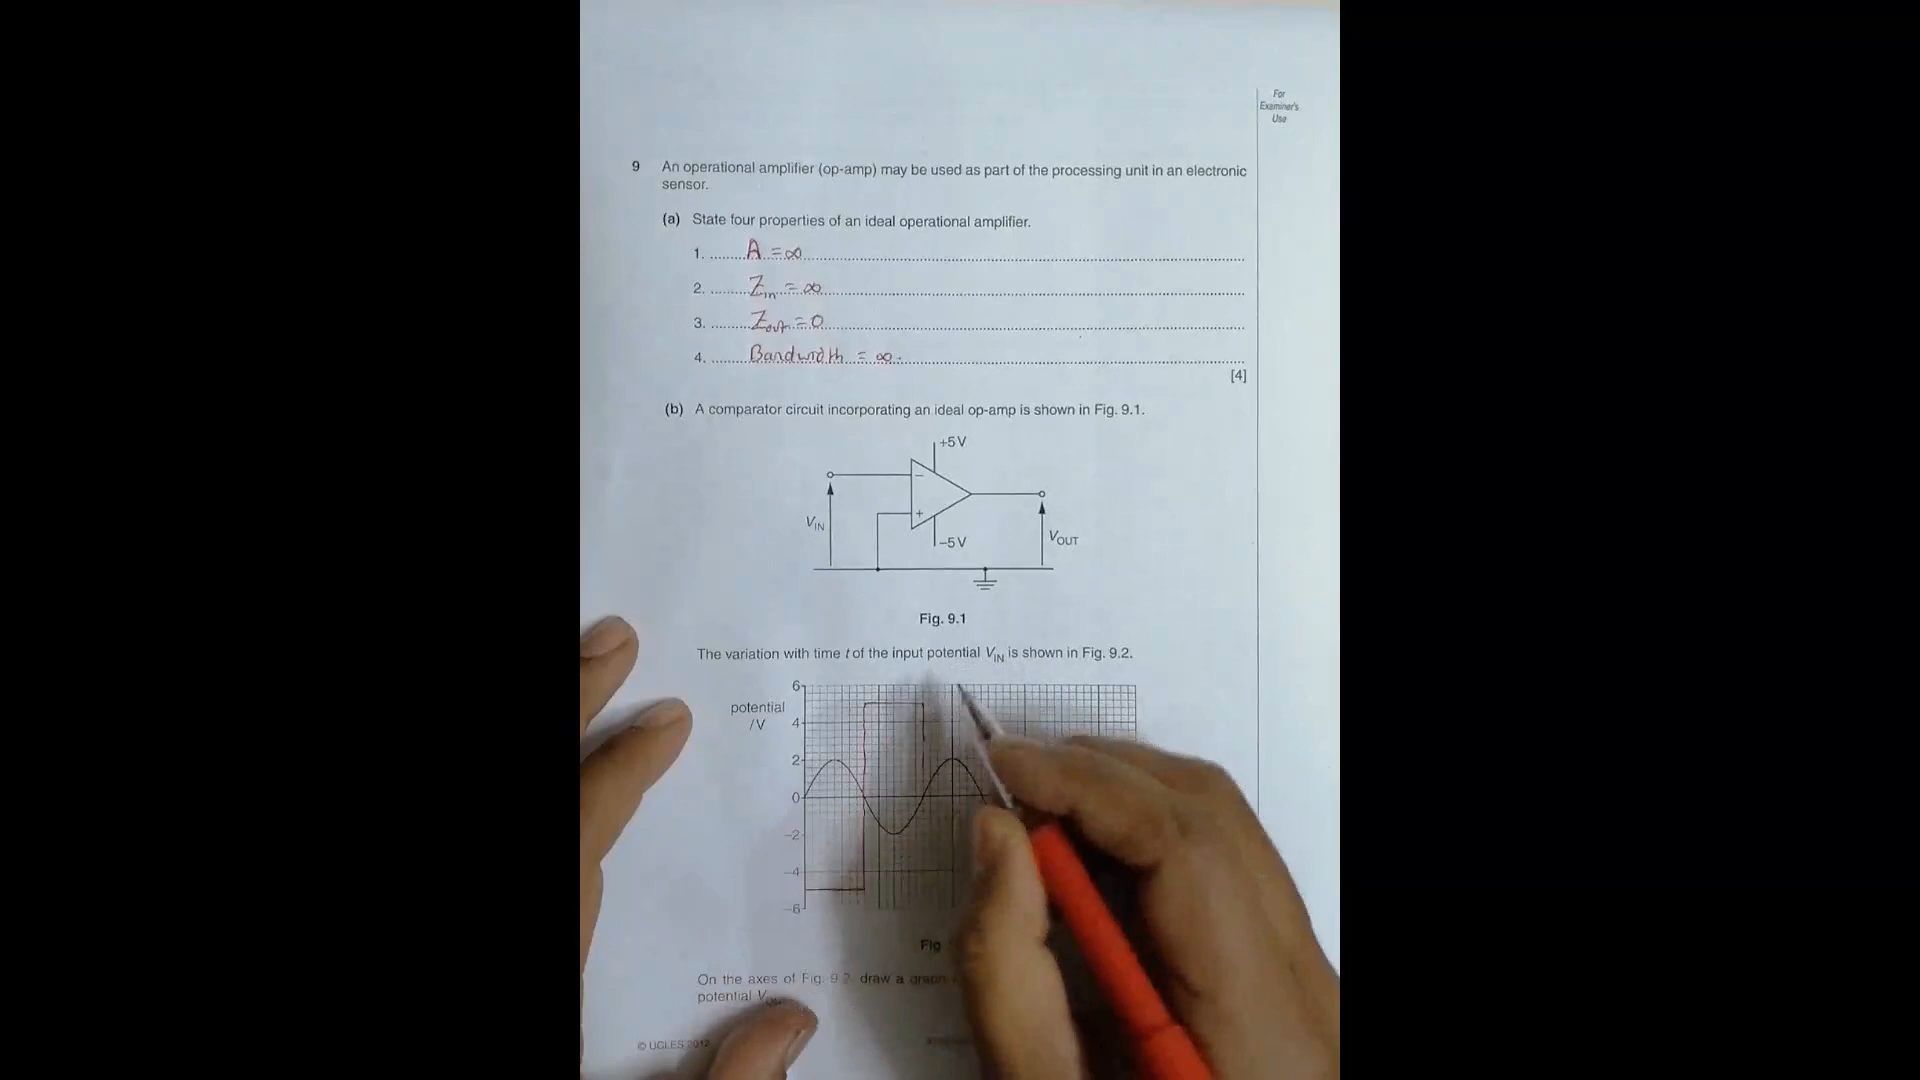 For
Examiner's
Use
9 An operational amplifier (op-amp) may be used as part of the processing unit in an electronic
sensor.
(a) State four properties of an ideal operational amplifier.
1. A = ∞
2. Zin = ∞
3. Zout = 0
4. Bandwidth = ∞.
[4]
(b) A comparator circuit incorporating an ideal op-amp is shown in Fig. 9.1.
+5 V
−
+
VIN
−5 V
VOUT
Fig. 9.1
The variation with time t of the input potential VIN is shown in Fig. 9.2.
potential
/V
6
4
2
0
−2
−4
−6
Fig
On the axes of Fig. 9.2 draw a graph
potential
© UCLES 2012